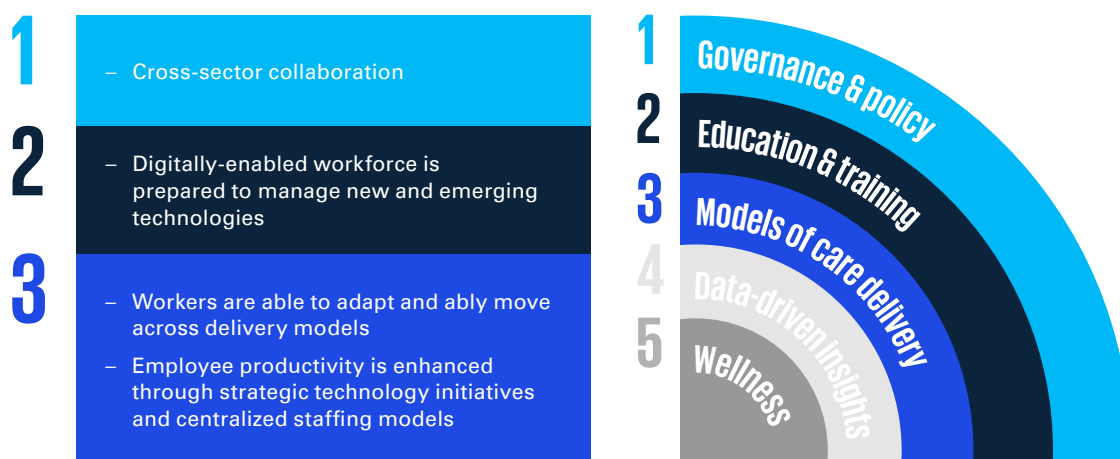 1
– Cross-sector collaboration
2
– Digitally-enabled workforce is
prepared to manage new and emerging
technologies
3
– Workers are able to adapt and ably move
across delivery models
– Employee productivity is enhanced
through strategic technology initiatives
and centralized staffing models
1
Governance & policy
2
Education & training
3
Models of care delivery
4
Data-driven insights
5
Wellness